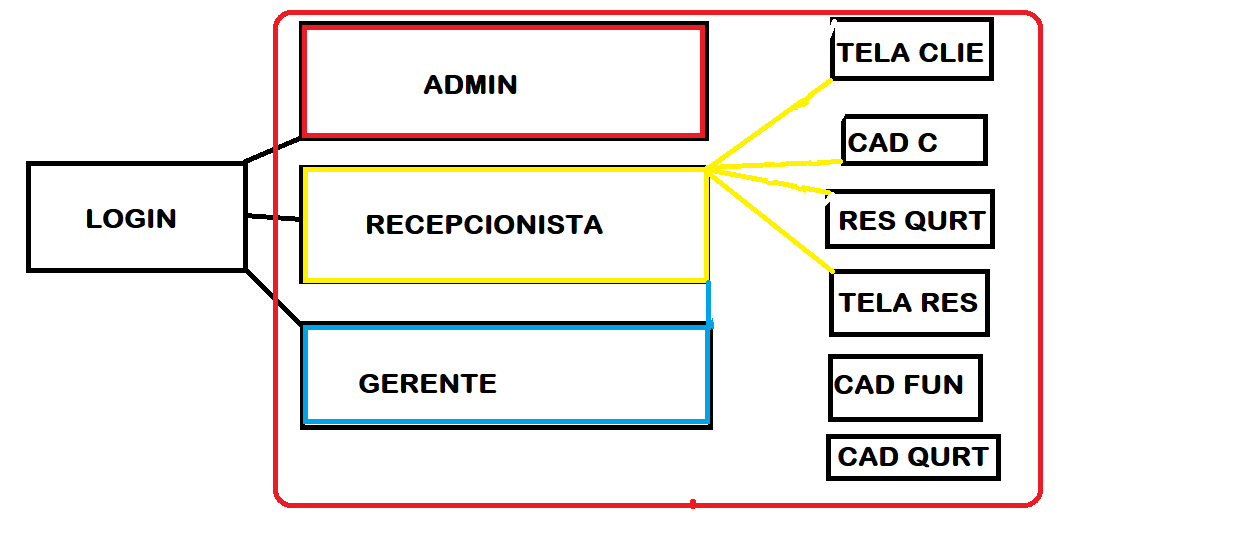 LOGIN
ADMIN
RECEPCIONISTA
GERENTE
TELA CLIE
CAD C
RES QURT
TELA RES
CAD FUN
CAD QURT